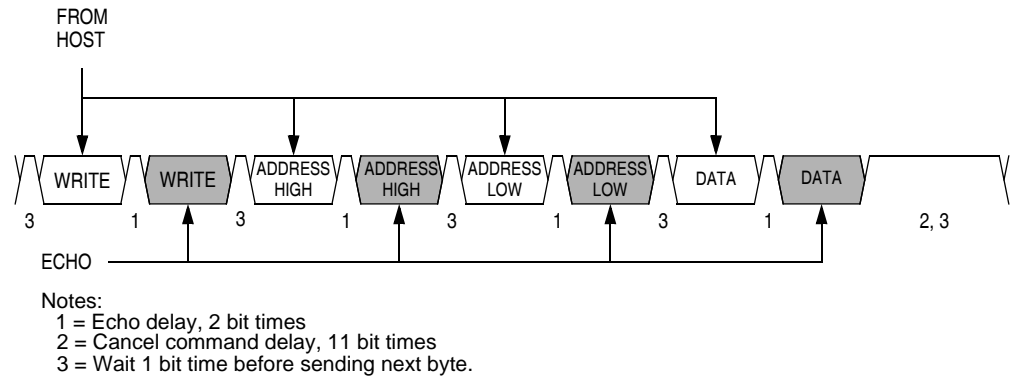 FROM
HOST
WRITE
WRITE
ADDRESS
HIGH
ADDRESS
HIGH
ADDRESS
LOW
ADDRESS
LOW
DATA
DATA
3
1
3
1
3
1
3
1
2, 3
ECHO
Notes:
1 = Echo delay, 2 bit times
2 = Cancel command delay, 11 bit times
3 = Wait 1 bit time before sending next byte.